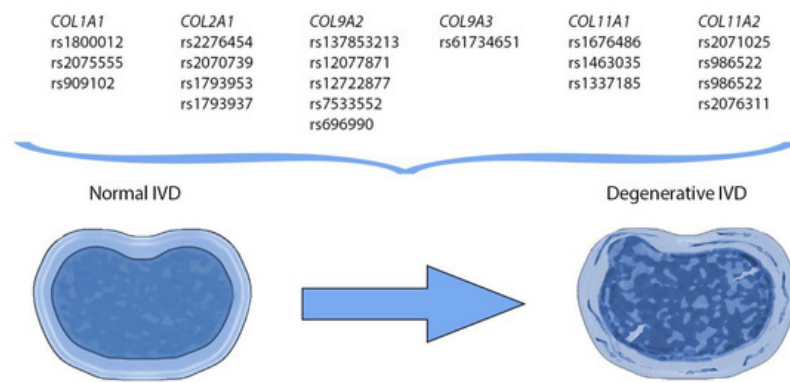 COL1A1 COL2A1 COL9A2 COL9A3 COL11A1 COL11A2
rs1800012 rs2276454 rs137853213 rs61734651 rs1676486 rs2071025
rs2075555 rs2070739 rs12077871 rs1463035 rs986522
rs909102 rs1793953 rs12722877 rs1337185 rs986522
rs1793937 rs7533552 rs2076311
rs696990
Normal IVD Degenerative IVD